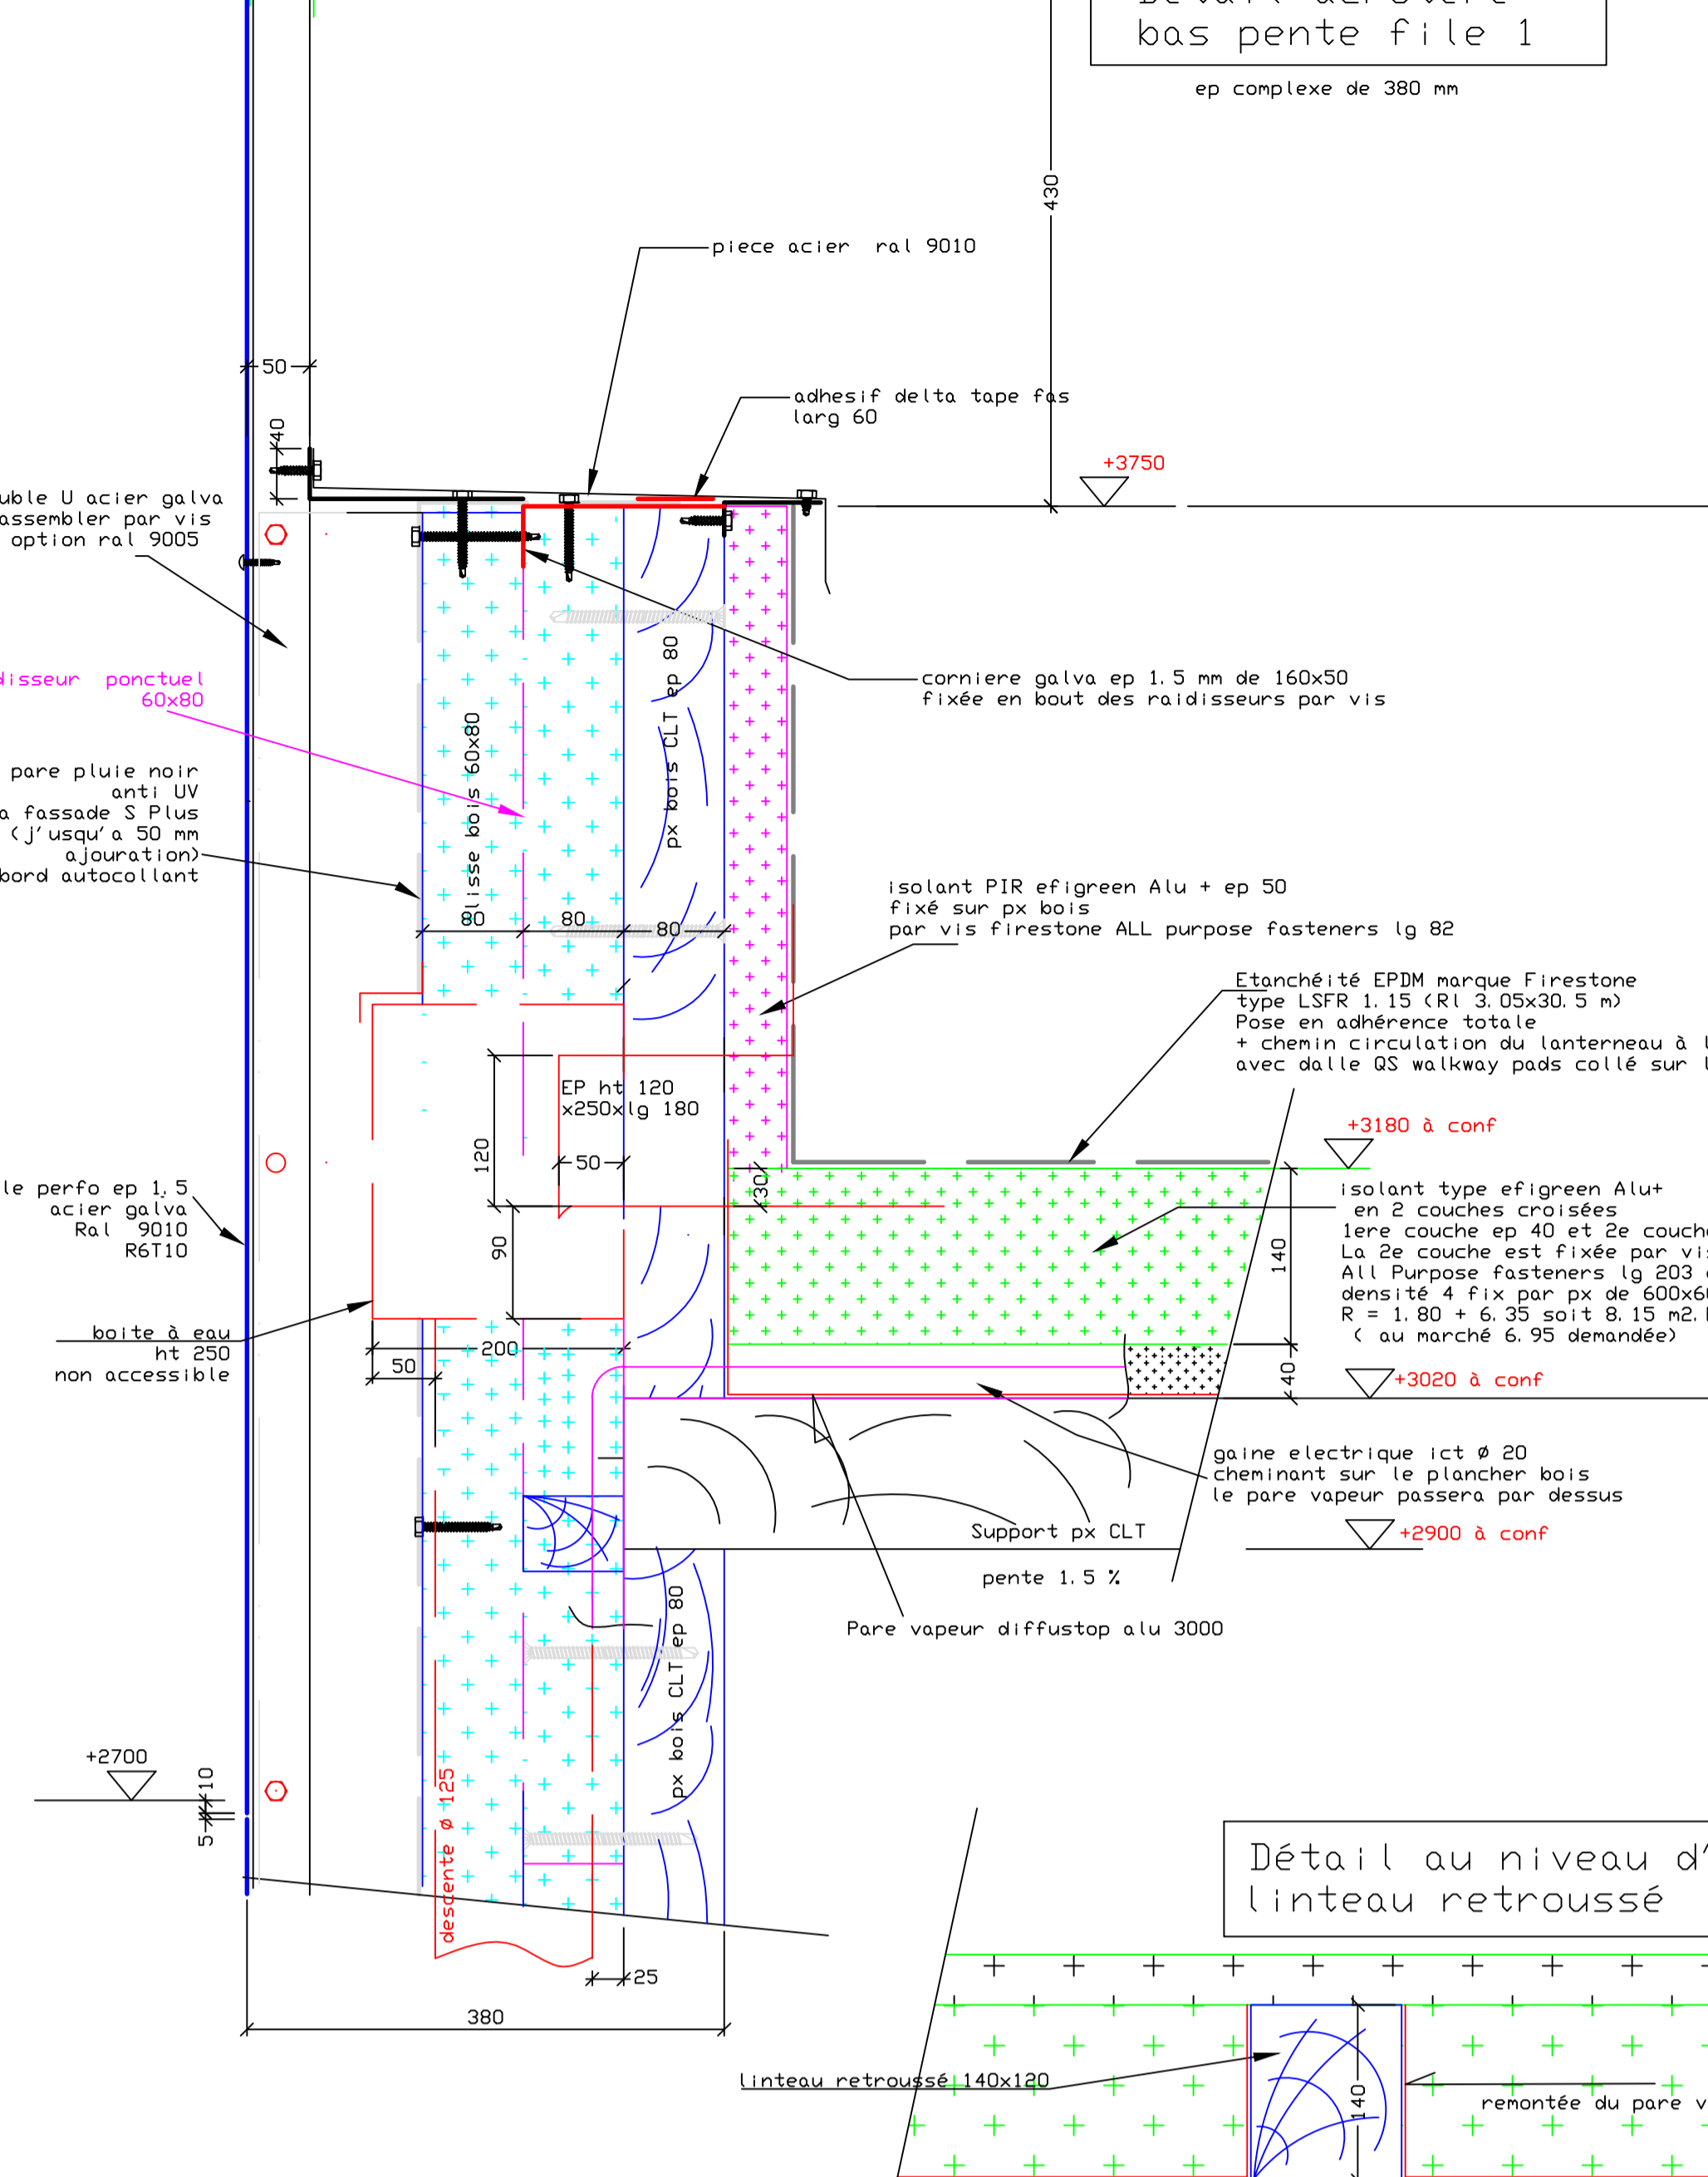 bas pente file 1
ep complexe de 380 mm
430
piece acier ral 9010
50
adhesif delta tape fas
larg 60
40
+3750
U acier galva
assembler par vis
option ral 9005
ponctuel
60x80
corniere galva ep 1.5 mm de 160x50
fixée en bout des raidisseurs par vis
lisse bois 60x80
px bois CLT ep 80
pare pluie noir
anti UV
fassade S Plus
(j'usqu'a 50 mm
ajouration)
bord autocollant
80
80
80
isolant PIR efigreen Alu + ep 50
fixé sur px bois
par vis firestone ALL purpose fasteners lg 82
Etanchéité EPDM marque Firestone
type LSFR 1.15 (Rl 3.05x30.5 m)
Pose en adhérence totale
+ chemin circulation du lanterneau à
avec dalle QS walkway pads collé sur
EP ht 120
x250xlg 180
120
50
30
+3180 à conf
perfo ep 1.5
acier galva
Ral 9010
R6T10
isolant type efigreen Alu+
en 2 couches croisées
1ere couche ep 40 et 2e
La 2e couche est fixée par
All Purpose fasteners lg 203
densité 4 fix par px de
R = 1.80 + 6.35 soit 8.15
( au marché 6.95 demandée)
90
140
boite à eau
ht 250
non accessible
200
50
40
+3020 à conf
gaine electrique ict ø 20
cheminant sur le plancher bois
le pare vapeur passera par dessus
Support px CLT
+2900 à conf
pente 1.5 %
Pare vapeur diffustop alu 3000
px bois CLT ep 80
+2700
10
5
descente ø 125
25
380
Détail au niveau
linteau retroussé
linteau retroussé 140x120
140
remontée du pare